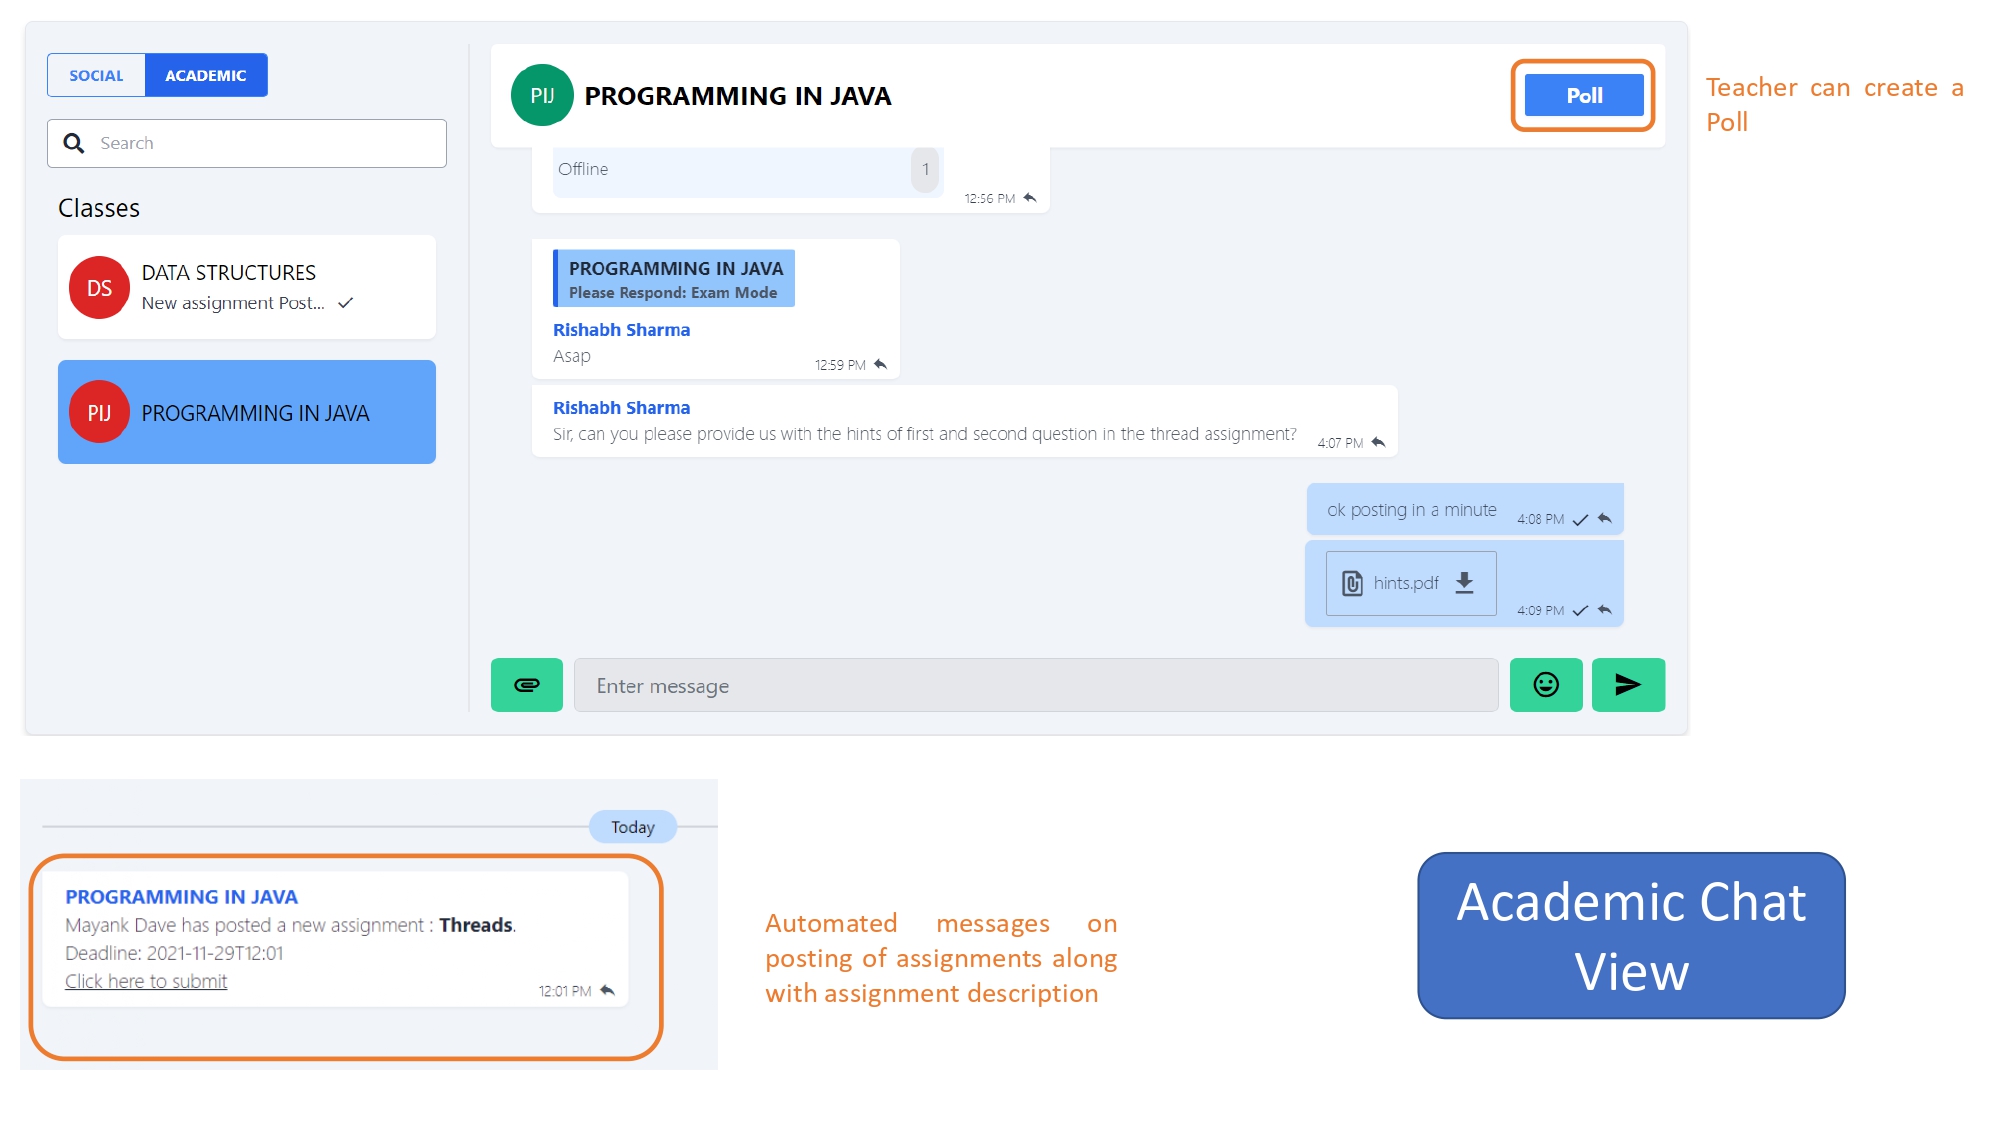 SOCIAL ACADEMIC
Search
Classes
DS
DATA STRUCTURES
New assignment Post...
PIJ
PROGRAMMING IN JAVA
PIJ
PROGRAMMING IN JAVA
Poll
Offline
1
12:56 PM
PROGRAMMING IN JAVA
Please Respond: Exam Mode
Rishabh Sharma
Asap
12:59 PM
Rishabh Sharma
Sir, can you please provide us with the hints of first and second question in the thread assignment?
4:07 PM
ok posting in a minute
4:08 PM
hints.pdf
4:09 PM
Enter message
Teacher can create a
Poll
Today
PROGRAMMING IN JAVA
Mayank Dave has posted a new assignment : Threads.
Deadline: 2021-11-29T12:01
Click here to submit
12:01 PM
Automated messages on
posting of assignments along
with assignment description
Academic Chat
View